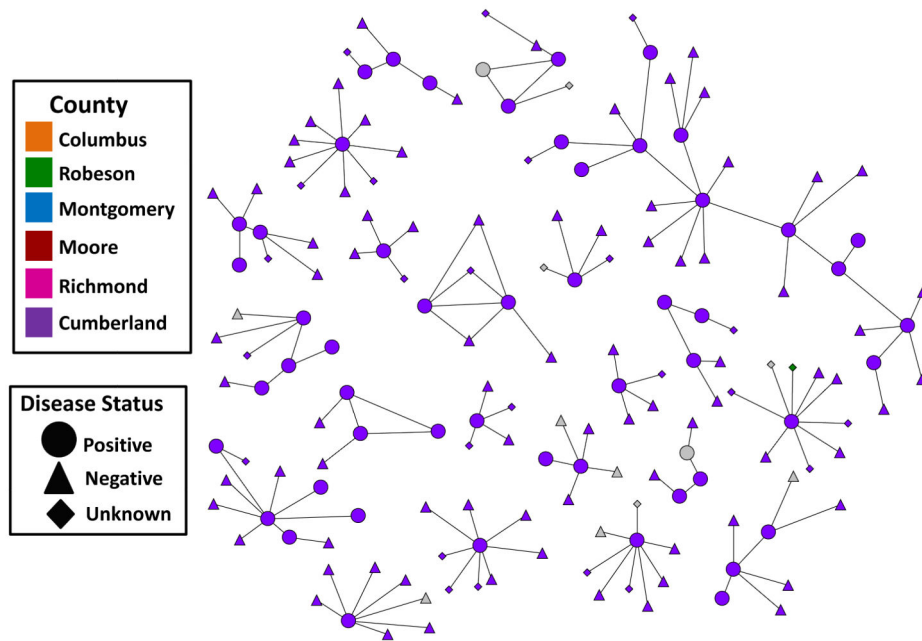 County
Columbus
Robeson
Montgomery
Moore
Richmond
Cumberland
Disease Status
Positive
Negative
Unknown